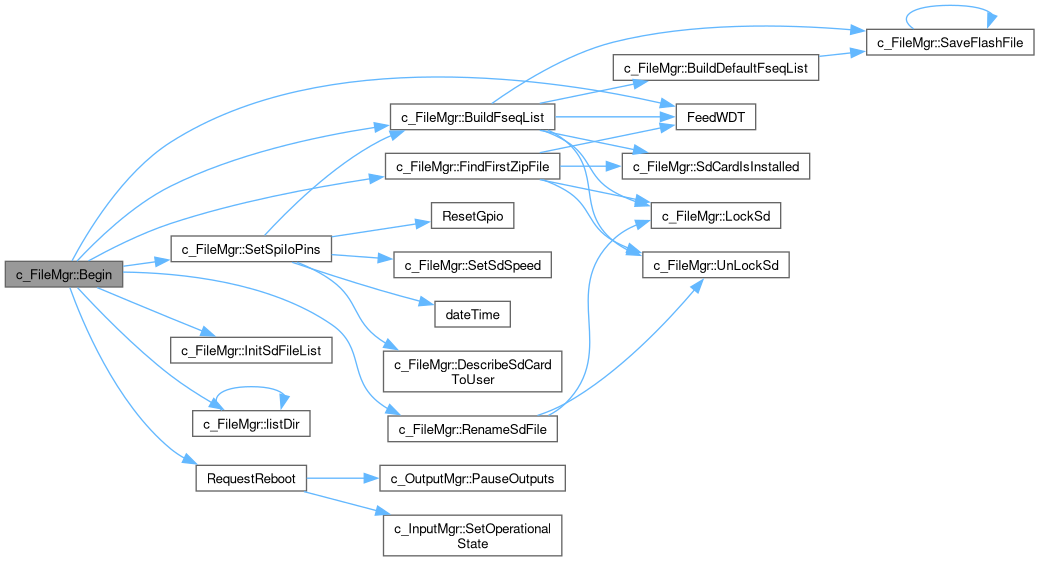 c_FileMgr::SaveFlashFile
c_FileMgr::BuildDefaultFseqList
c_FileMgr::BuildFseqList
FeedWDT
c_FileMgr::FindFirstZipFile
c_FileMgr::SdCardIsInstalled
ResetGpio
c_FileMgr::LockSd
c_FileMgr::SetSpiIoPins
c_FileMgr::SetSdSpeed
c_FileMgr::UnLockSd
c_FileMgr::Begin
dateTime
c_FileMgr::InitSdFileList
c_FileMgr::DescribeSdCard
ToUser
c_FileMgr::listDir
c_FileMgr::RenameSdFile
RequestReboot
c_OutputMgr::PauseOutputs
c_InputMgr::SetOperational
State